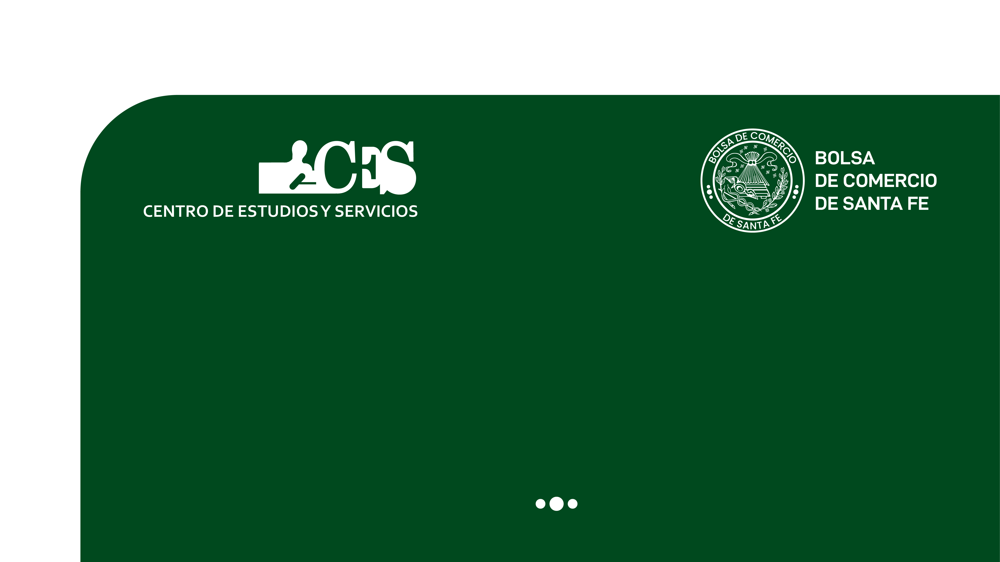 CES
CENTRO DE ESTUDIOS Y SERVICIOS
BOLSA DE COMERCIO
DE SANTA FE
BOLSA
DE COMERCIO
DE SANTA FE